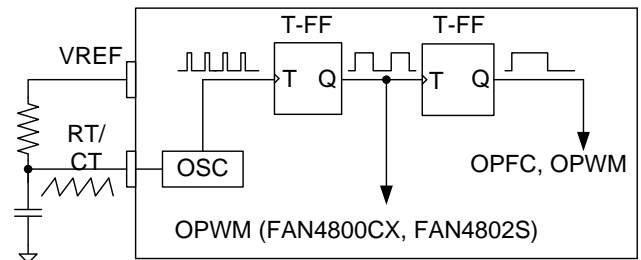 T-FF T-FF
VREF
T Q T Q
RT/
CT
OSC
OPFC, OPWM
OPWM (FAN4800CX, FAN4802S)